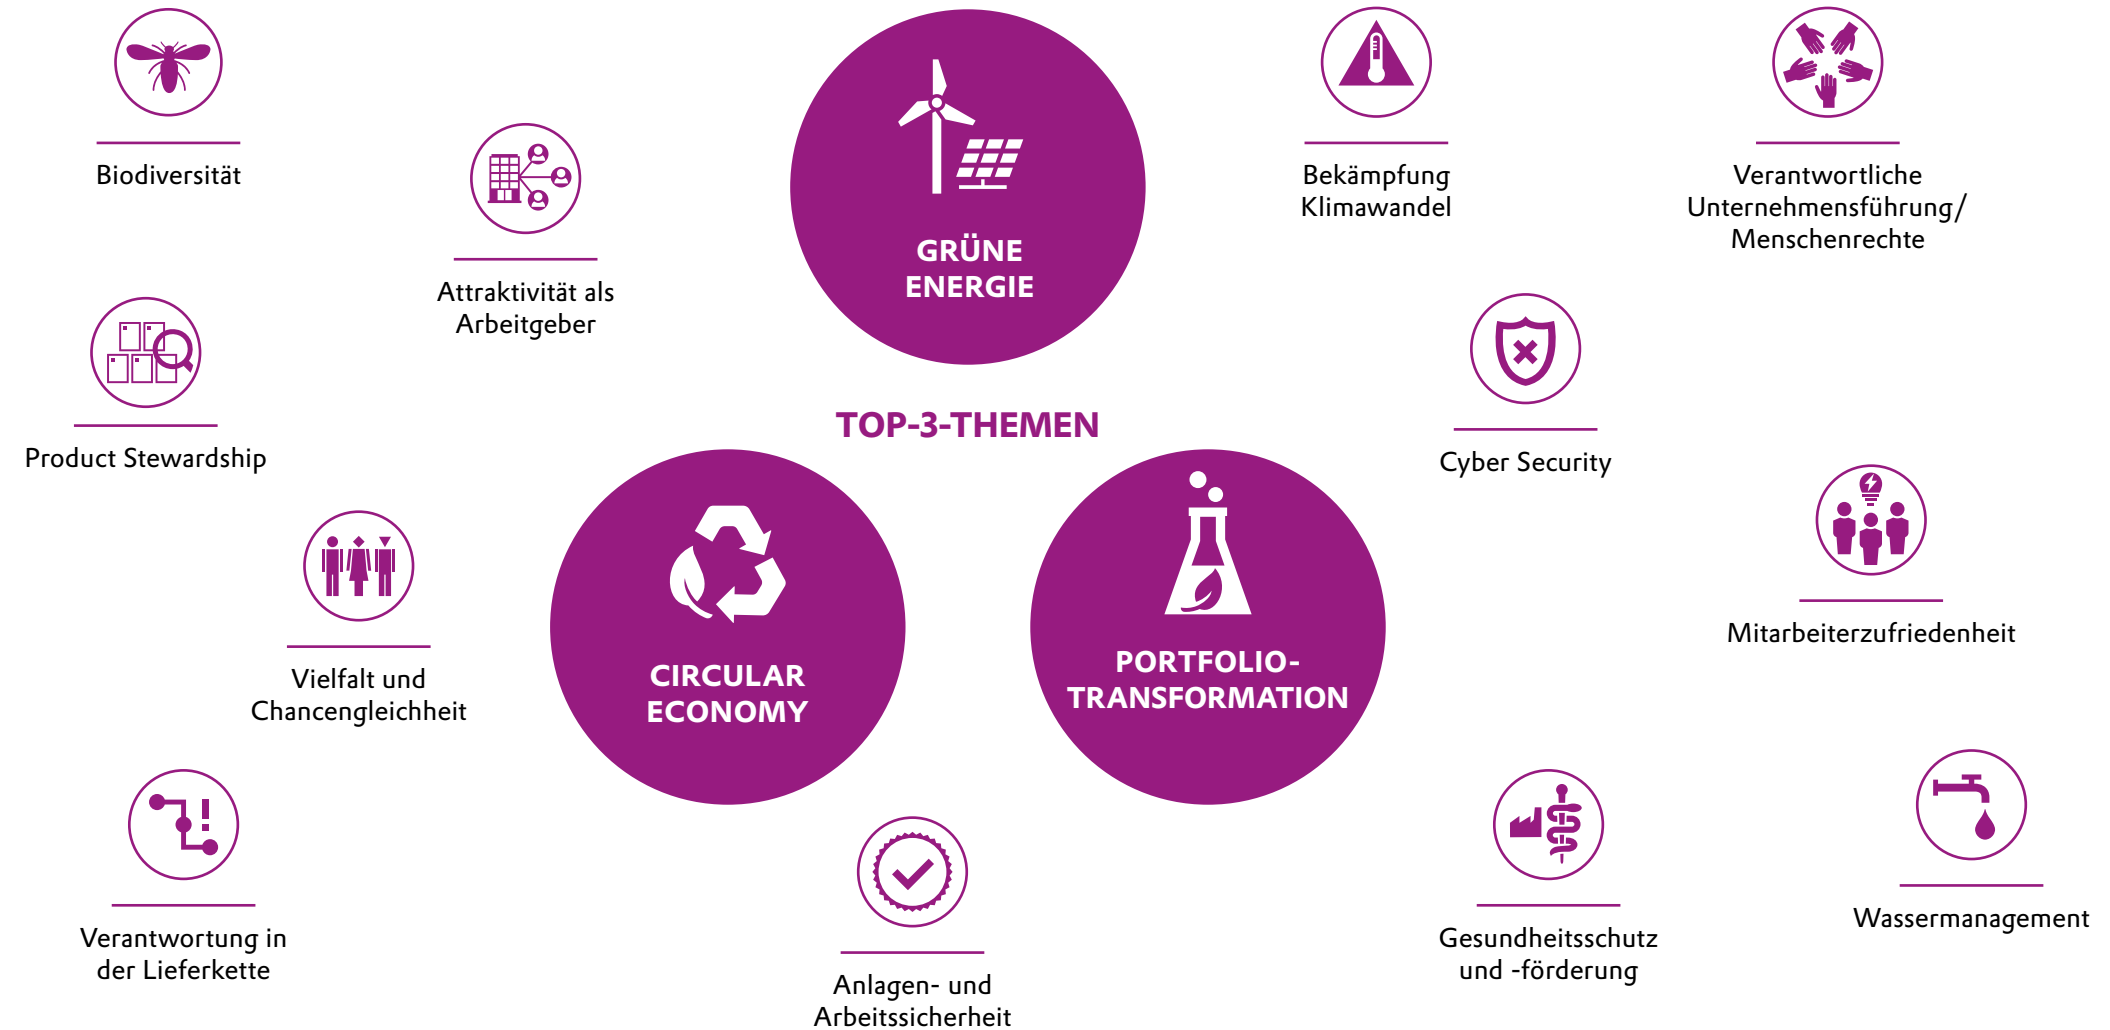 Biodiversität
Attraktivität als
Arbeitgeber
GRÜNE
ENERGIE
Bekämpfung
Klimawandel
Verantwortliche
Unternehmensführung/
Menschenrechte
Product Stewardship
TOP-3-THEMEN
Cyber Security
Vielfalt und
Chancengleichheit
CIRCULAR
ECONOMY
PORTFOLIO-
TRANSFORMATION
Mitarbeiterzufriedenheit
Verantwortung in
der Lieferkette
Anlagen- und
Arbeitssicherheit
Gesundheitsschutz
und -förderung
Wassermanagement